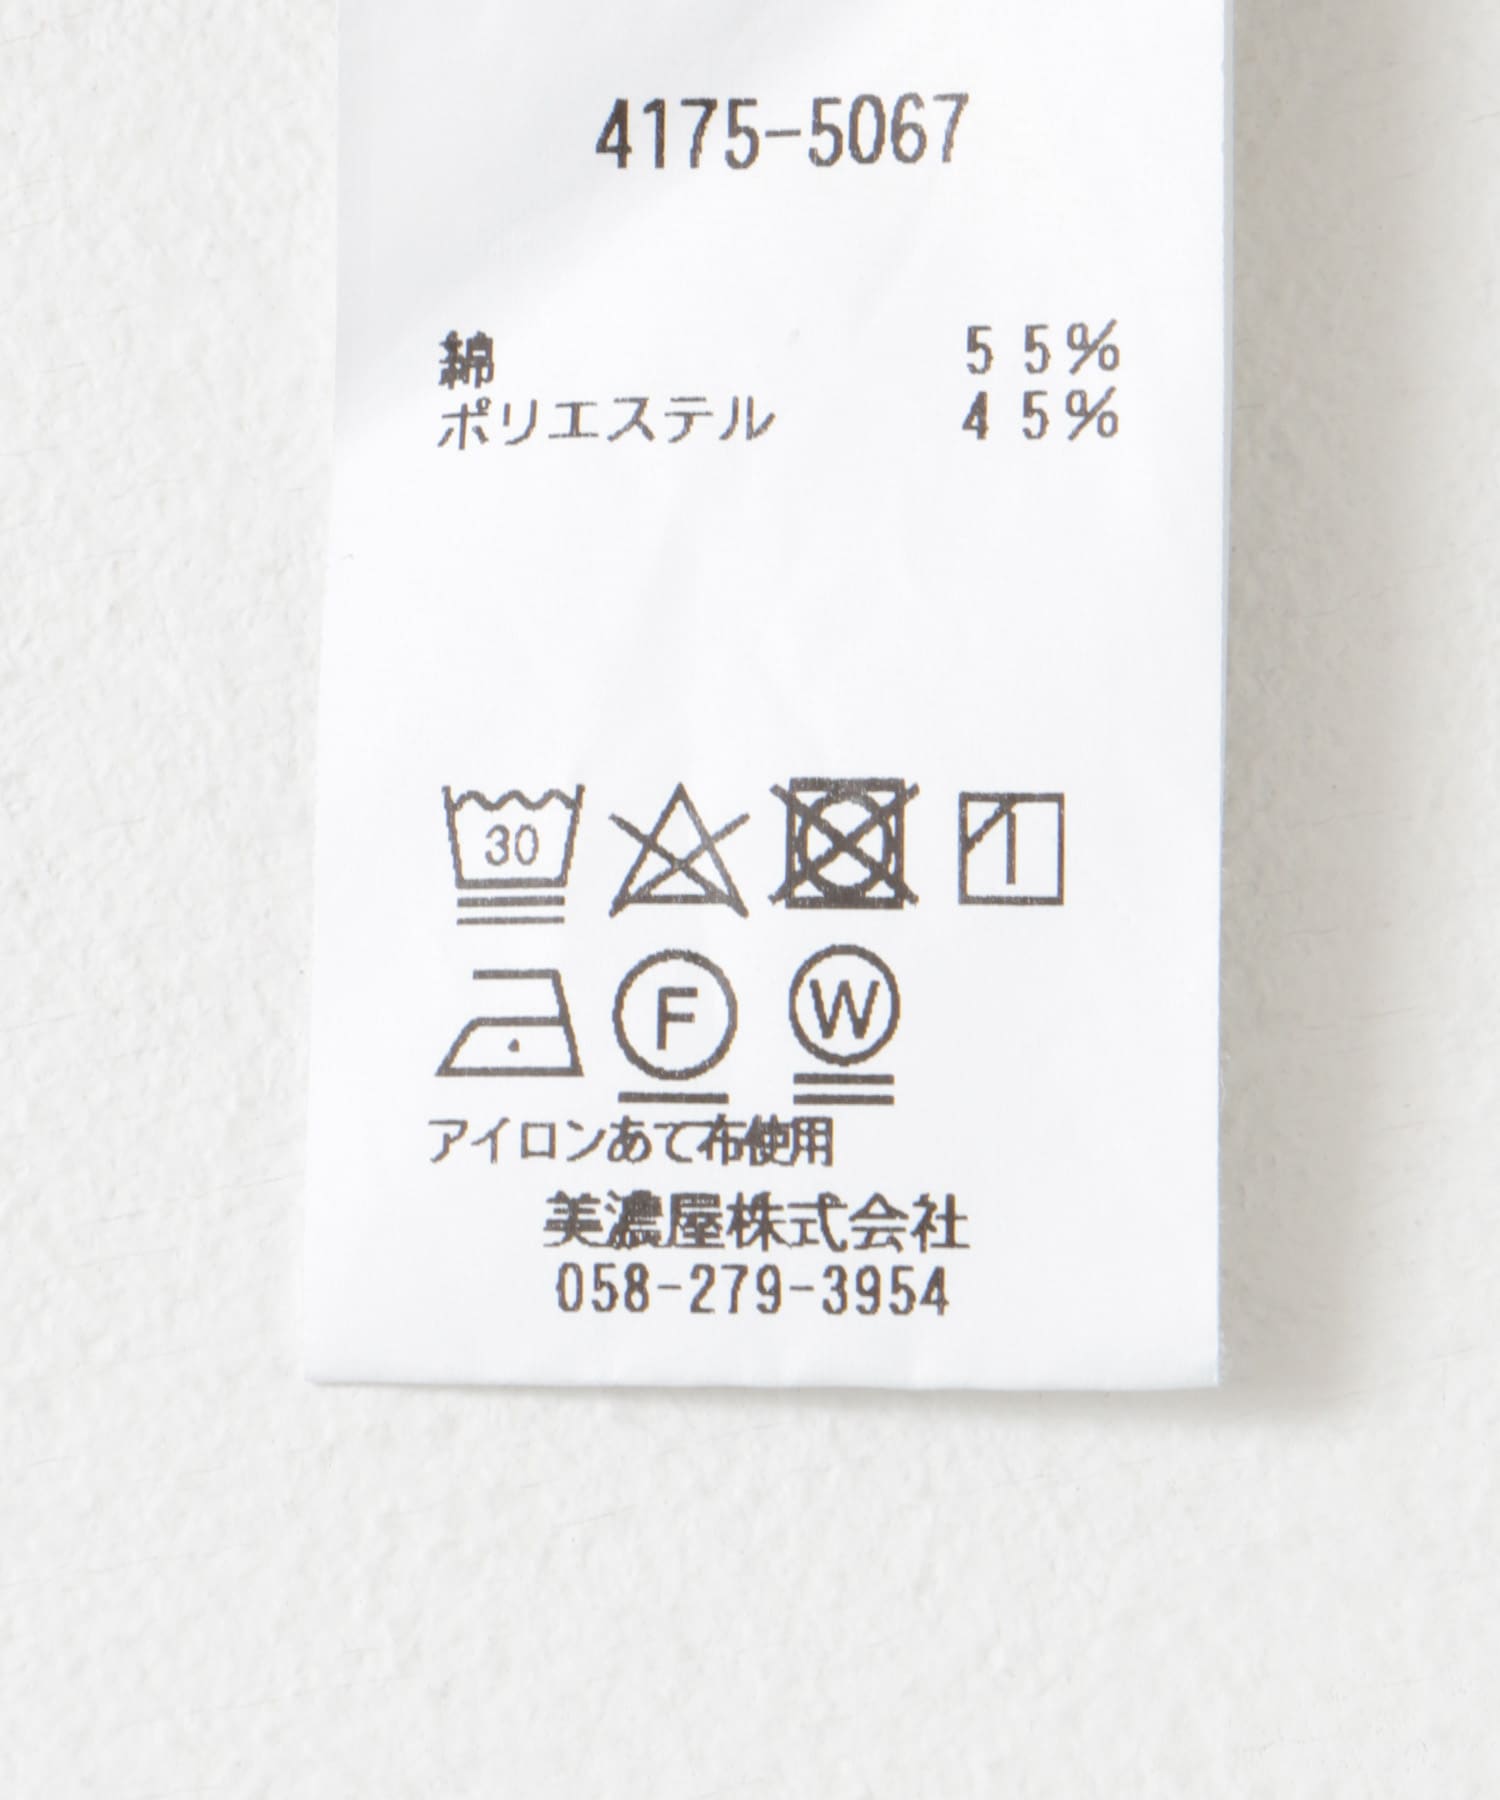 4175-5067
綿 55%
ポリエステル 45%
30
F W
アイロンあて布使用
美濃屋株式会社
058-279-3954